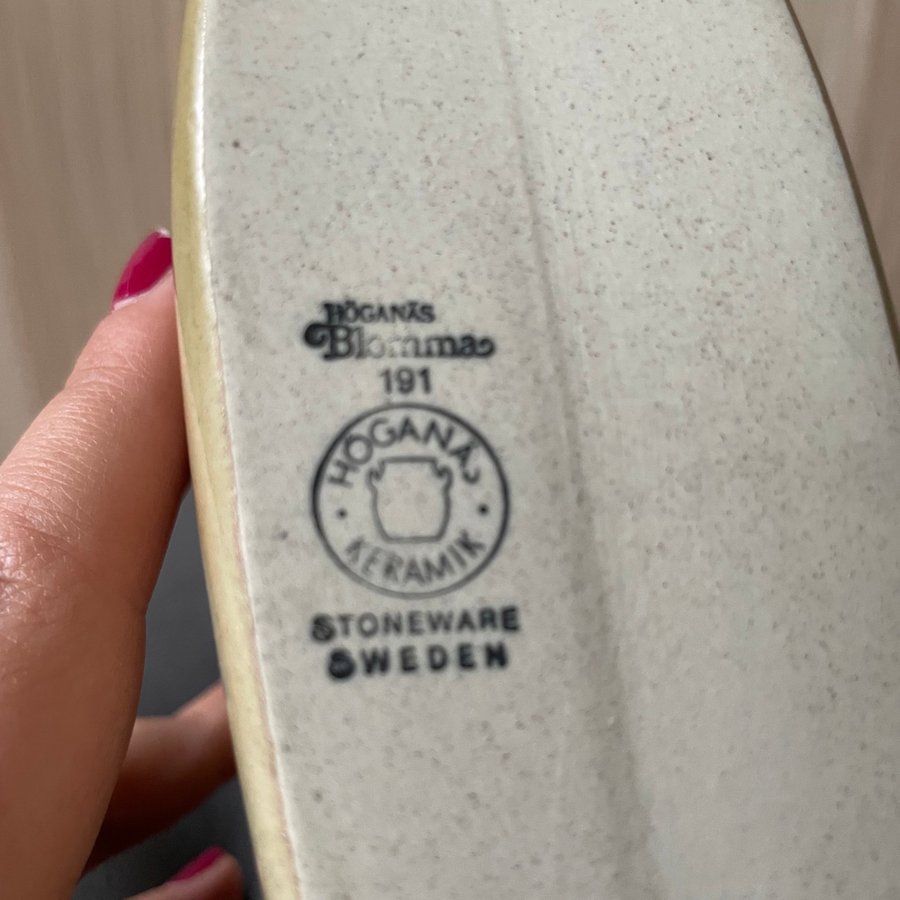 HÖGANÄS
Blomma
191
HÖGANÄS
KERAMIK
STONEWARE
SWEDEN